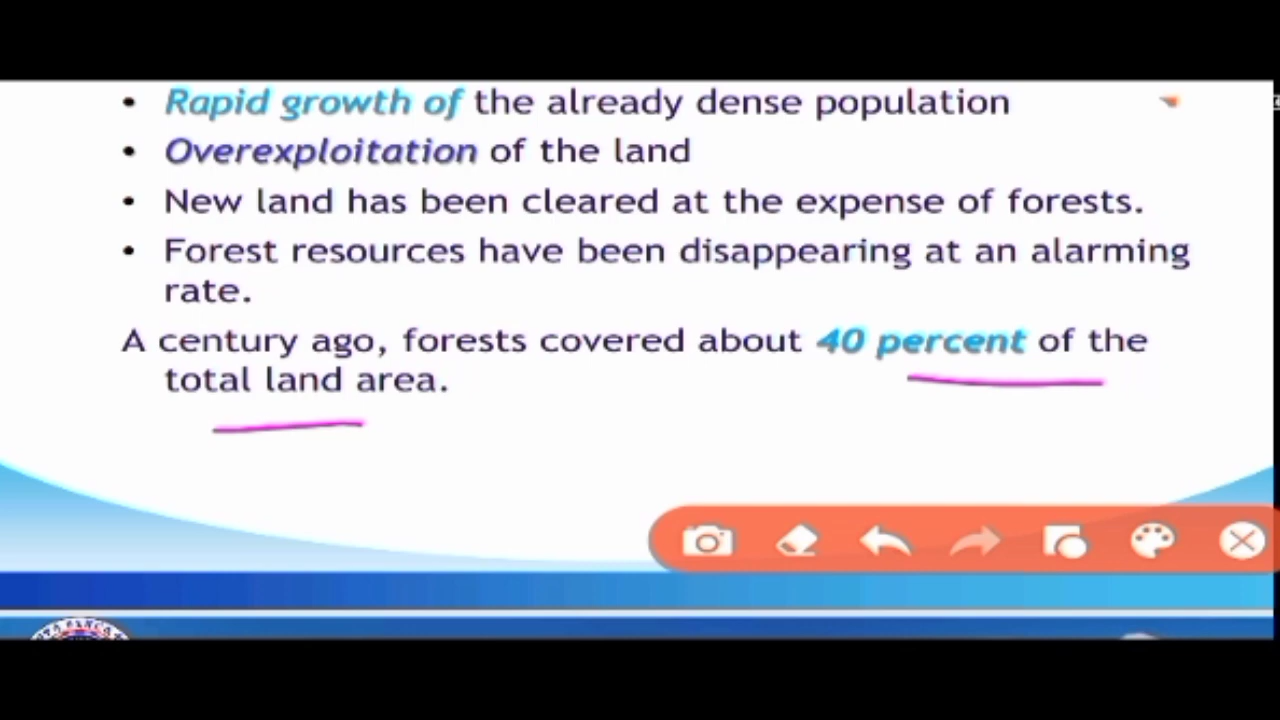 • Rapid growth of the already dense population
• Overexploitation of the land
• New land has been cleared at the expense of forests.
• Forest resources have been disappearing at an alarming
rate.
A century ago, forests covered about 40 percent of the
total land area.